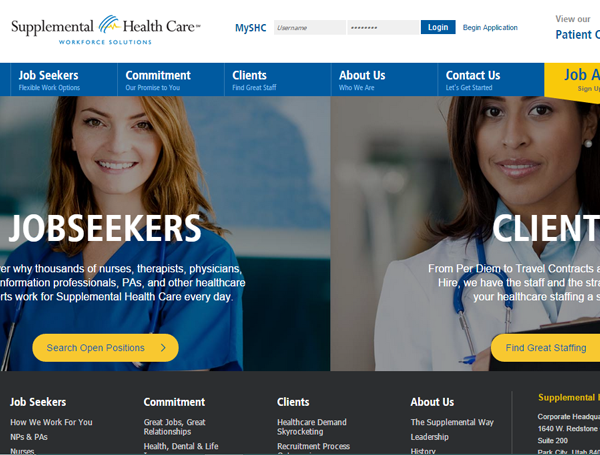 Supplemental Health Care℠
WORKFORCE SOLUTIONS
MySHC Username ******** Login Begin Application
View our
Patient C
Job Seekers
Flexible Work Options
Commitment
Our Promise to You
Clients
Find Great Staff
About Us
Who We Are
Contact Us
Let's Get Started
Job A
Sign Up
JOBSEEKERS
er why thousands of nurses, therapists, physicians,
nformation professionals, PAs, and other healthcare
rts work for Supplemental Health Care every day.
Search Open Positions >
CLIENT
From Per Diem to Travel Contracts a
Hire, we have the staff and the stra
your healthcare staffing a s
Find Great Staffing
Job Seekers
How We Work For You
NPs & PAs
Nurses
Commitment
Great Jobs, Great
Relationships
Health, Dental & Life
Clients
Healthcare Demand
Skyrocketing
Recruitment Process
About Us
The Supplemental Way
Leadership
History
Supplemental
Corporate Headqua
1640 W. Redstone
Suite 200
Park City, Utah 840